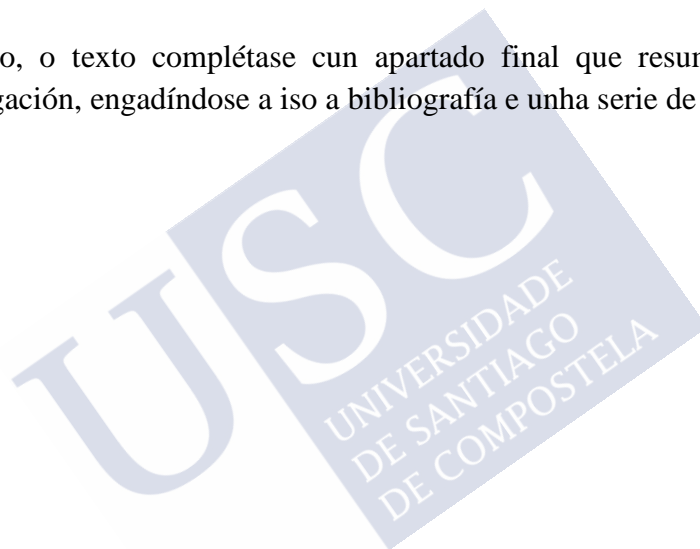 o, o texto complétase cun apartado final que resur
gación, engadíndose a iso a bibliografía e unha serie de
USC
UNIVERSIDADE
DE SANTIAGO
DE COMPOSTELA